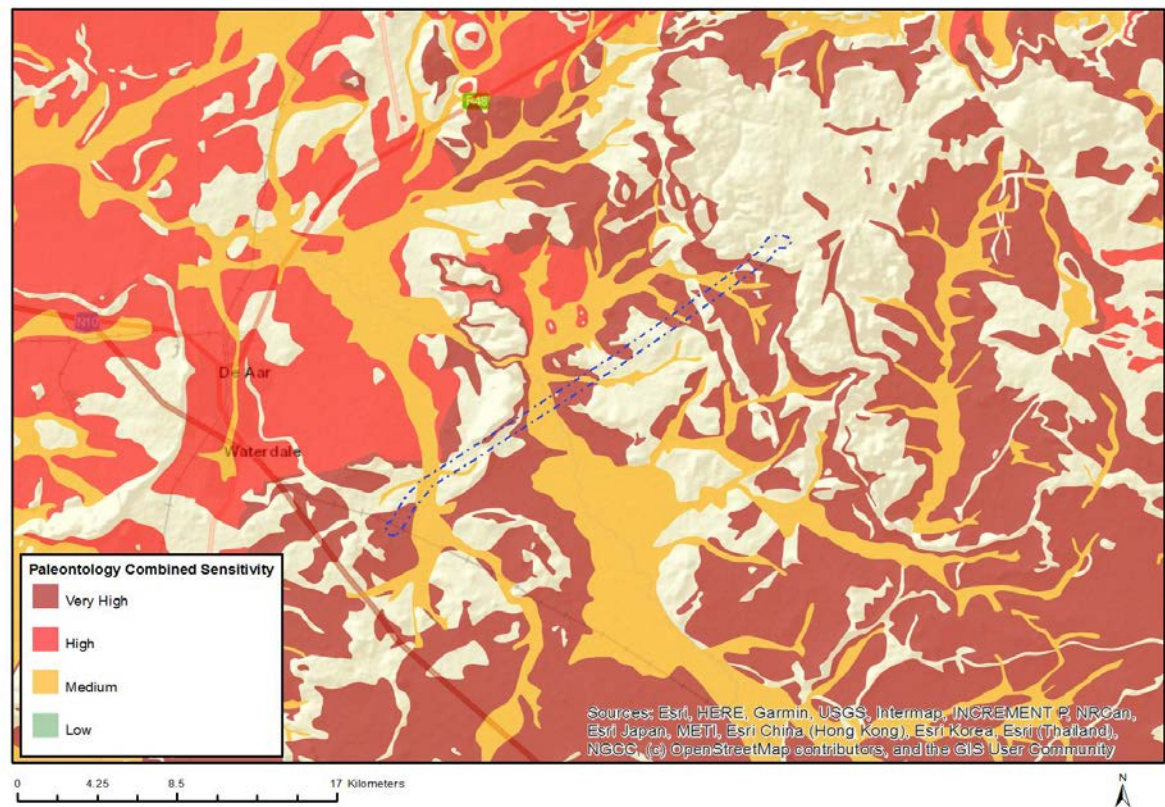 R48
N10
De Aar
Waterdale
Paleontology Combined Sensitivity
Very High
High
Medium
Low
Sources: Esri, HERE, Garmin, USGS, Intermap, INCREMENT P, NRCan,
Esri Japan, METI, Esri China (Hong Kong), Esri Korea, Esri (Thailand),
NGCC, (c) OpenStreetMap contributors, and the GIS User Community
0 4.25 8.5 17 Kilometers
N